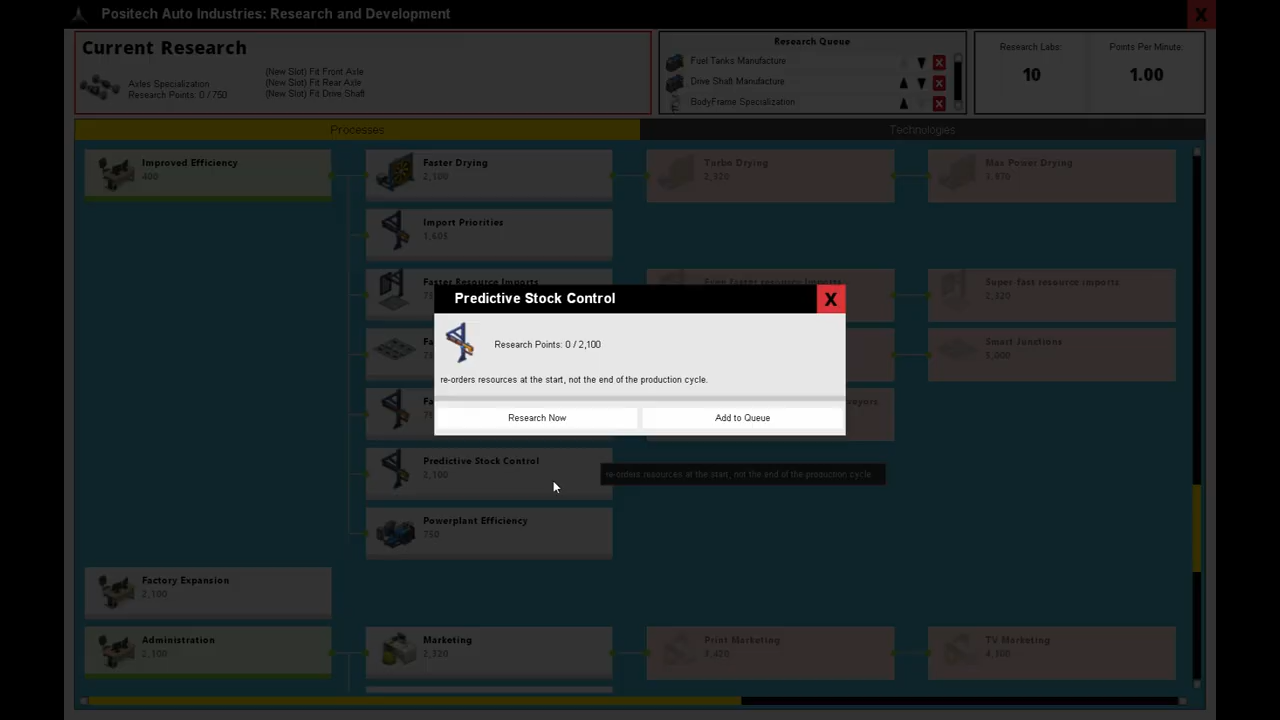 Positech Auto Industries: Research and Development
X
Current Research
Axles Specialization
Research Points: 0 / 750
(New Slot) Fit Front Axle
(New Slot) Fit Rear Axle
(New Slot) Fit Drive Shaft
Research Queue
Fuel Tanks Manufacture
X
Drive Shaft Manufacture
X
BodyFrame Specialization
X
Research Labs:
10
Points Per Minute:
1.00
Processes
Technologies
Improved Efficiency
400
Faster Drying
2,100
Turbo Drying
2,320
Max Power Drying
3,870
Import Priorities
1,605
Faster Resource Imports
Super fast resource imports
2,320
Predictive Stock Control
X
Research Points: 0 / 2,100
re-orders resources at the start, not the end of the production cycle.
Research Now
Add to Queue
Smart Junctions
5,000
Predictive Stock Control
2,100
re-orders resources at the start, not the end of the production cycle.
Powerplant Efficiency
750
Factory Expansion
2,100
Administration
2,100
Marketing
2,320
Print Marketing
3,420
TV Marketing
4,100